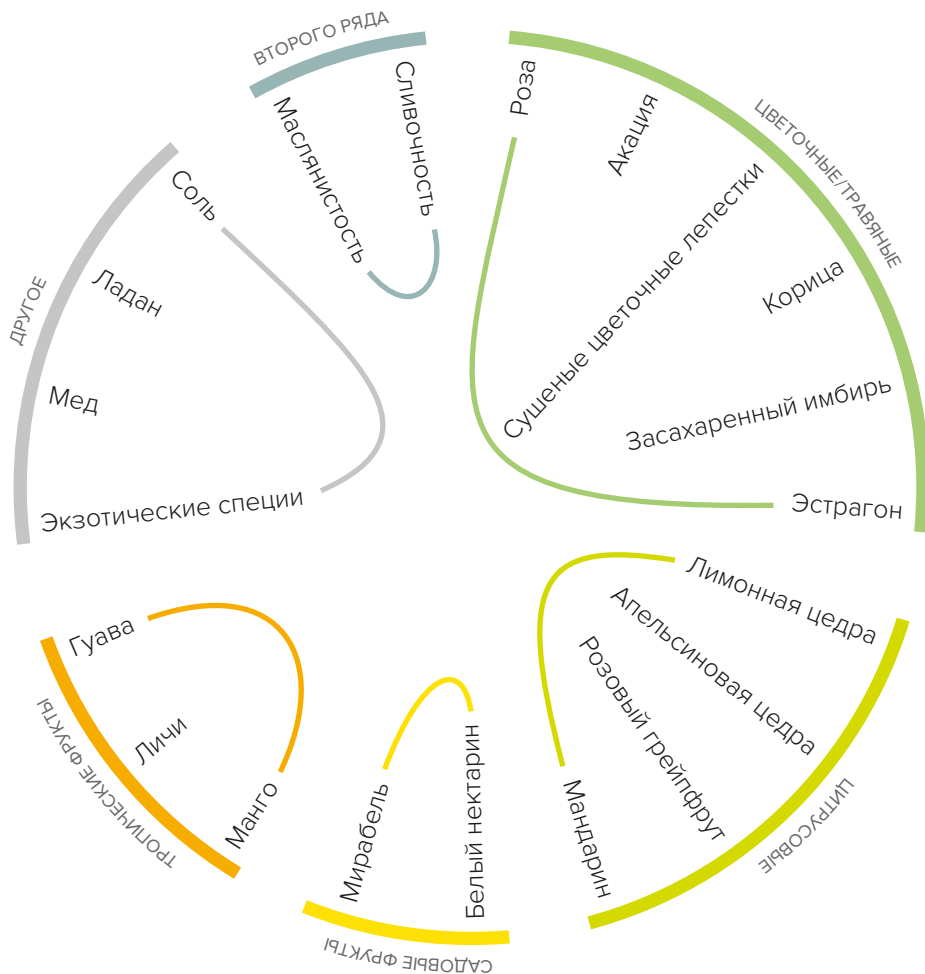 ВТОРОГО РЯДА
Маслянистость
Сливочность
ЦВЕТОЧНЫЕ/ТРАВЯНЫЕ
Роза
Акация
Сушеные цветочные лепестки
Корица
Засахаренный имбирь
Эстрагон
ЦИТРУСОВЫЕ
Лимонная цедра
Апельсиновая цедра
Розовый грейпфрут
Мандарин
САДОВЫЕ ФРУКТЫ
Белый нектарин
Мирабель
ТРОПИЧЕСКИЕ ФРУКТЫ
Манго
Личи
Гуава
ДРУГОЕ
Экзотические специи
Мед
Ладан
Соль